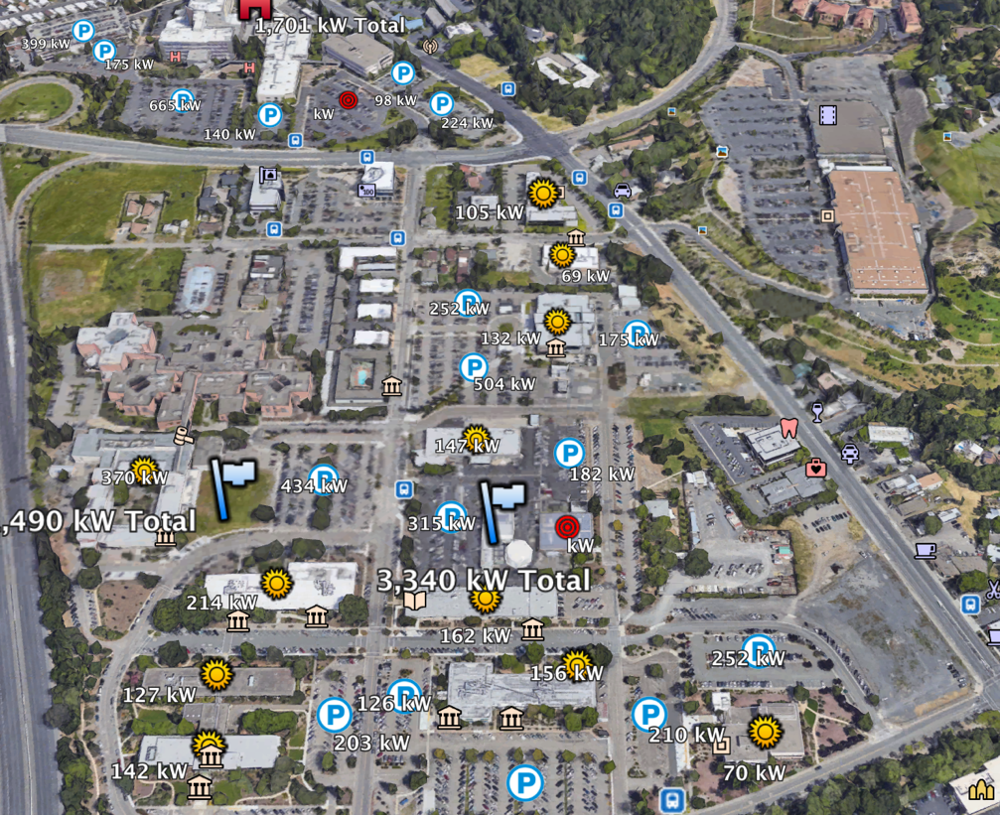 1,701 kW Total
399 kW
P
P
175 kW
H
H
P
98 kW
665 kW
P
kW
P
224 kW
140 kW
P
100
105 kW
69 kW
252 kW
P
132 kW
175 kW
P
P
504 kW
147 kW
P
370 kW
434 kW
P
182 kW
,490 kW Total
315 kW
P
kW
3,340 kW Total
214 kW
162 kW
252 kW
P
156 kW
127 kW
126 kW
P
P
203 kW
P
210 kW
142 kW
70 kW
P